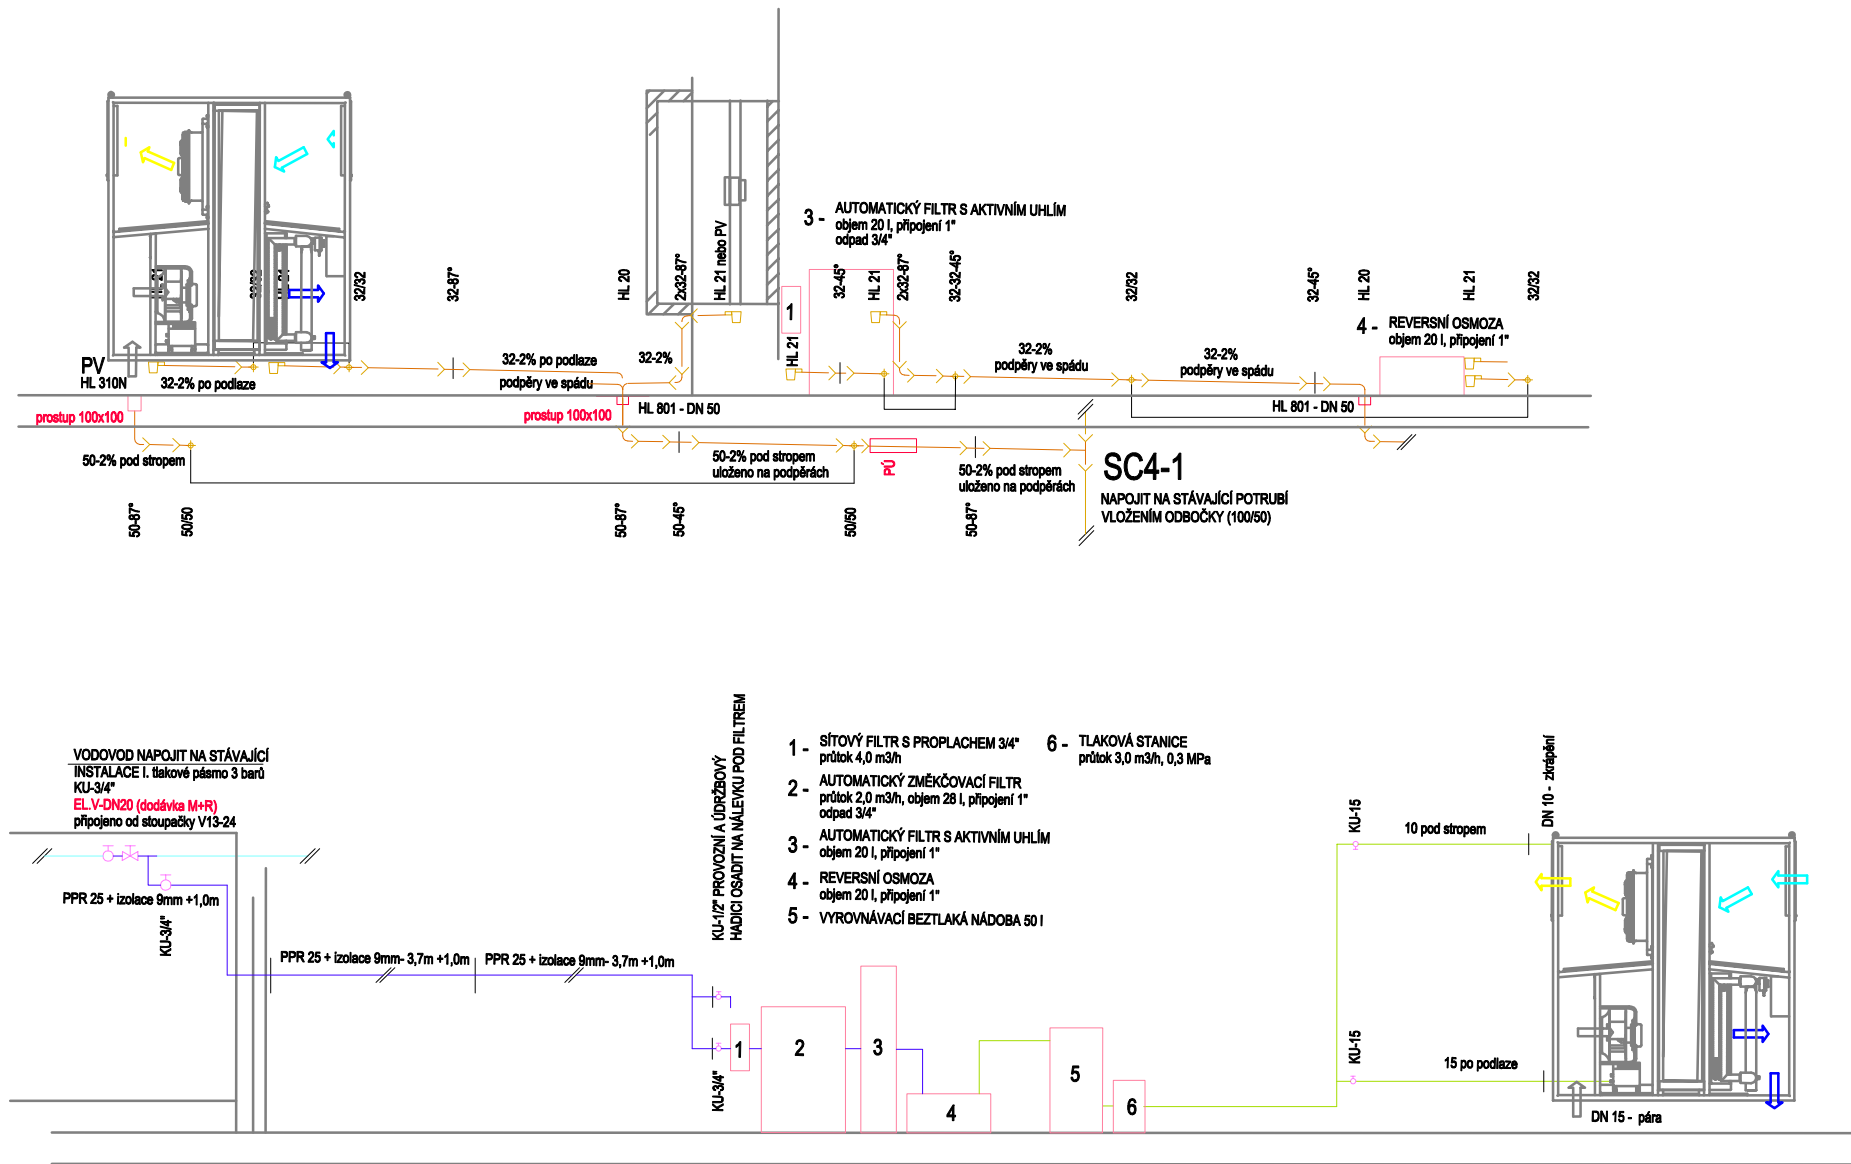 3 - AUTOMATICKÝ FILTR S AKTIVNÍM UHLÍM
objem 20 l, připojení 1"
odpad 3/4"
HL 21
32/32
HL 21
32/32
32-87°
HL 20
2x32-87°
HL 21 nebo PV
1
HL 21
32-45°
HL 21
2x32-87°
32-32-45°
32/32
32-45°
HL 20
HL 21
32/32
4 - REVERSNÍ OSMOZA
objem 20 l, připojení 1"
PV
HL 310N
32-2% po podlaze
32-2% po podlaze
podpěry ve spádu
32-2%
32-2%
podpěry ve spádu
32-2%
podpěry ve spádu
prostup 100x100
prostup 100x100
HL 801 - DN 50
HL 801 - DN 50
50-2% pod stropem
50-2% pod stropem
uloženo na podpěrách
PÚ
50-2% pod stropem
uloženo na podpěrách
SC4-1
NAPOJIT NA STÁVAJÍCÍ POTRUBÍ
VLOŽENÍM ODBOČKY (100/50)
50-87°
50/50
50-87°
50-45°
50/50
50-87°
VODOVOD NAPOJIT NA STÁVAJÍCÍ
INSTALACE I. tlakové pásmo 3 barů
KU-3/4"
EL.V-DN20 (dodávka M+R)
připojeno od stoupačky V13-24
PPR 25 + izolace 9mm +1,0m
KU-3/4"
PPR 25 + izolace 9mm- 3,7m +1,0m
PPR 25 + izolace 9mm- 3,7m +1,0m
KU-1/2" PROVOZNÍ A ÚDRŽBOVÝ
HADICI OSADIT NA NÁLEVKU POD FILTREM
KU-3/4"
1 - SÍTOVÝ FILTR S PROPLACHEM 3/4"
průtok 4,0 m3/h
2 - AUTOMATICKÝ ZMĚKČOVACÍ FILTR
průtok 2,0 m3/h, objem 28 l, připojení 1"
odpad 3/4"
3 - AUTOMATICKÝ FILTR S AKTIVNÍM UHLÍM
objem 20 l, připojení 1"
4 - REVERSNÍ OSMOZA
objem 20 l, připojení 1"
5 - VYROVNÁVACÍ BEZTLAKÁ NÁDOBA 50 l
6 - TLAKOVÁ STANICE
průtok 3,0 m3/h, 0,3 MPa
1
2
3
4
5
6
KU-15
10 pod stropem
DN 10 - zkrápění
KU-15
15 po podlaze
DN 15 - pára